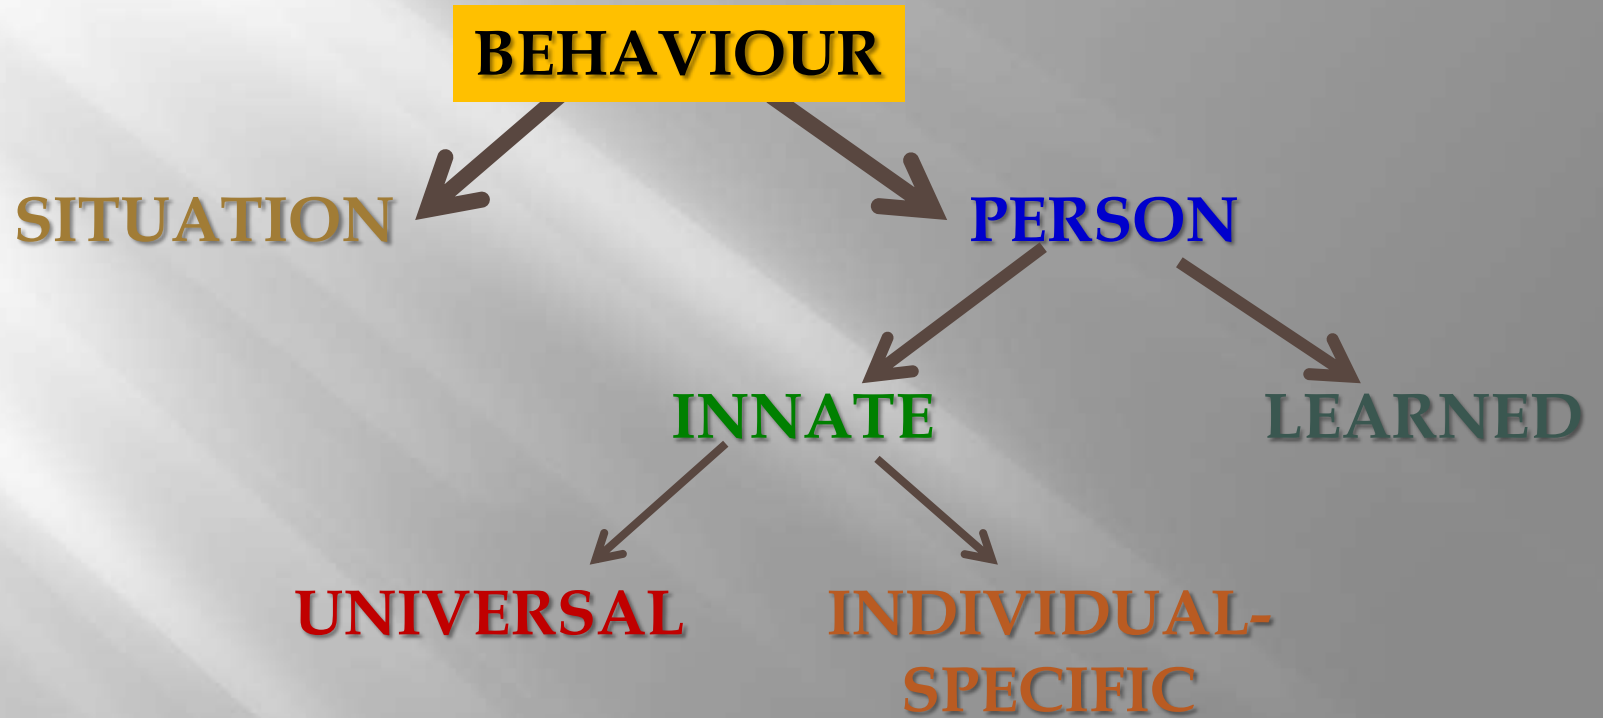 BEHAVIOUR
SITUATION
PERSON
INNATE
LEARNED
UNIVERSAL
INDIVIDUAL-
SPECIFIC